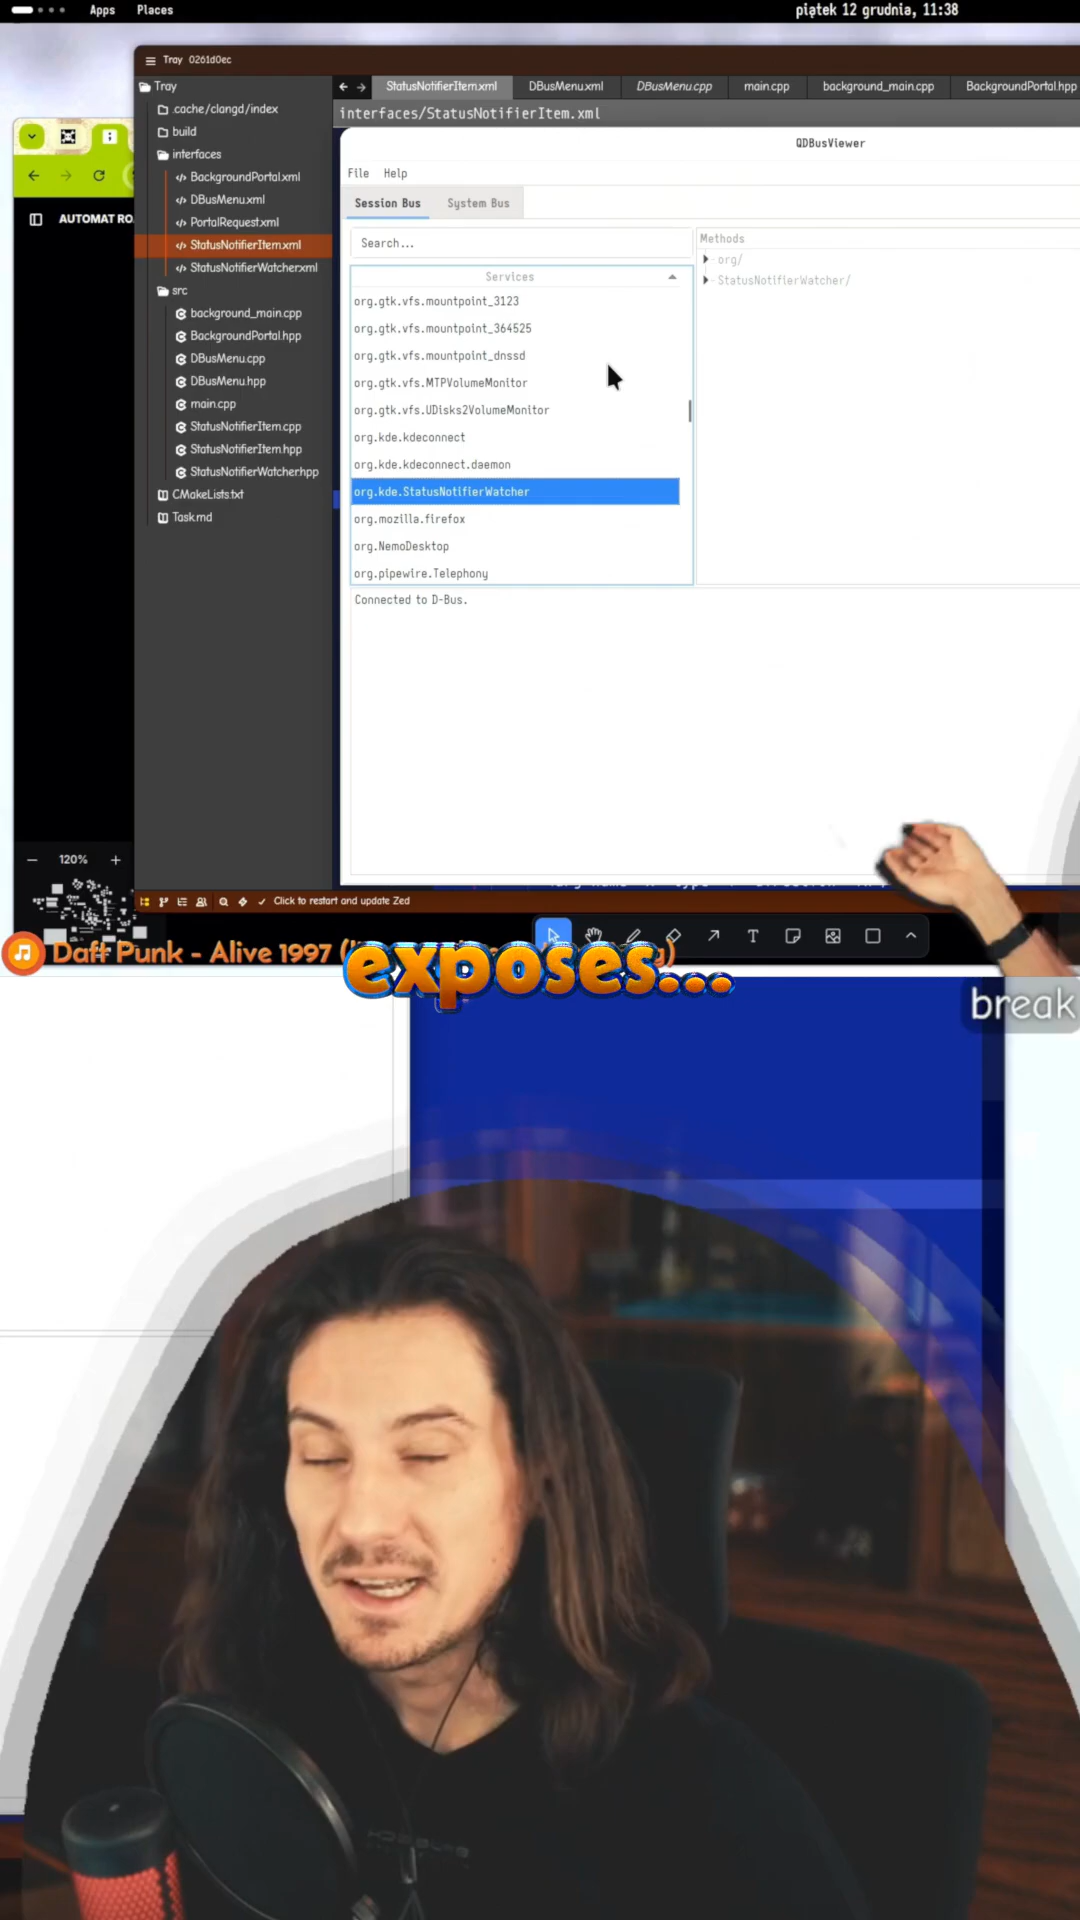 Apps Places piątek 12 grudnia, 11:38
Tray 0261d0ec
Tray
.cache/clangd/index
build
interfaces
BackgroundPortal.xml
DBusMenu.xml
PortalRequest.xml
StatusNotifierItem.xml
StatusNotifierWatcher.xml
src
background_main.cpp
BackgroundPortal.hpp
DBusMenu.cpp
DBusMenu.hpp
main.cpp
StatusNotifierItem.cpp
StatusNotifierItem.hpp
StatusNotifierWatcher.hpp
CMakeLists.txt
Task.md
StatusNotifierItem.xml DBusMenu.xml DBusMenu.cpp main.cpp background_main.cpp BackgroundPortal.hpp
interfaces/StatusNotifierItem.xml
QDBusViewer
File Help
Session Bus System Bus
Search...
Services
org.gtk.vfs.mountpoint_3123
org.gtk.vfs.mountpoint_364525
org.gtk.vfs.mountpoint_dnssd
org.gtk.vfs.MTPVolumeMonitor
org.gtk.vfs.UDisks2VolumeMonitor
org.kde.kdeconnect
org.kde.kdeconnect.daemon
org.kde.StatusNotifierWatcher
org.mozilla.firefox
org.NemoDesktop
org.pipewire.Telephony
Methods
org/
StatusNotifierWatcher/
Connected to D-Bus.
AUTOMAT RO
120%
Click to restart and update Zed
Daft Punk - Alive 1997
exposes...
break